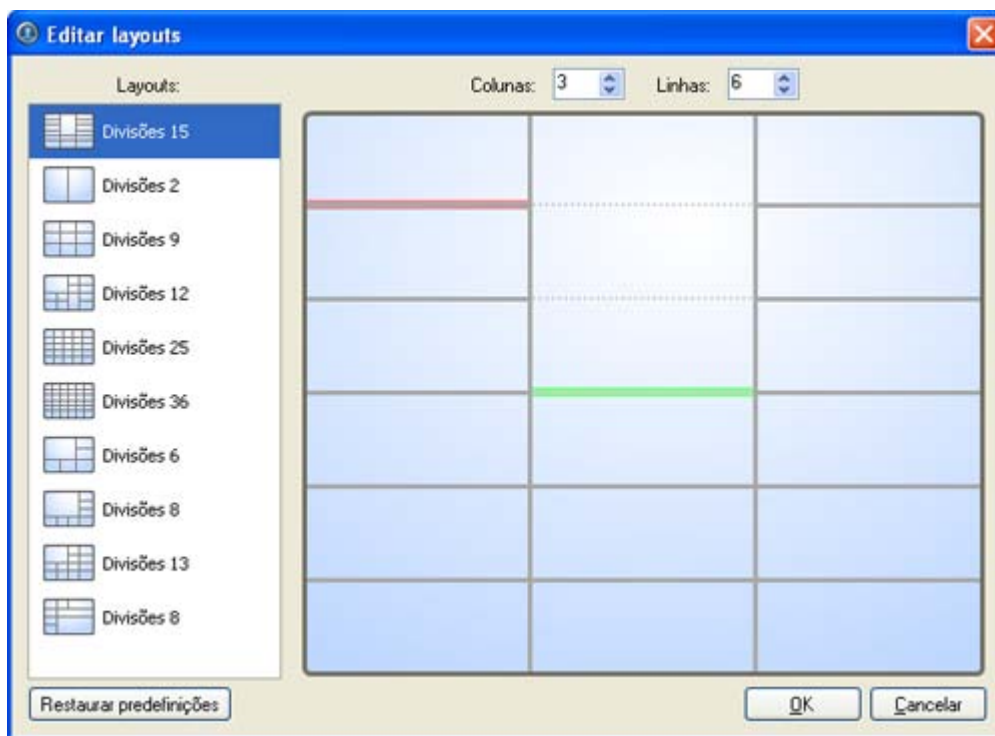 Editar layouts
Layouts:
Colunas: 3 Linhas: 6
Divisões 15
Divisões 2
Divisões 9
Divisões 12
Divisões 25
Divisões 36
Divisões 6
Divisões 8
Divisões 13
Divisões 8
Restaurar predefinições
OK
Cancelar